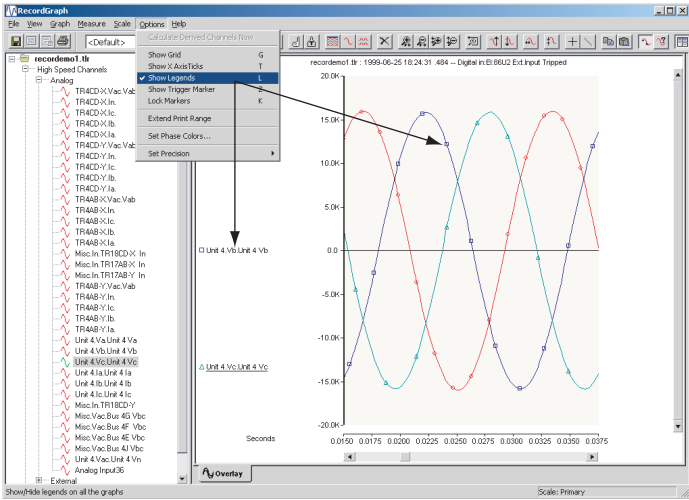 RecordGraph
File View Graph Measure Scale Options Help
<Default>
Calculate Derived Channels Now
Show Grid G
Show X AxisTicks T
Show Legends L
Show Trigger Marker Z
Lock Markers K
Extend Print Range
Set Phase Colors...
Set Precision
recordemo1.tlr
High Speed Channels
Analog
TR4CD-X.Vac.Vab
TR4CD-X.In.
TR4CD-X.Ic.
TR4CD-X.Ib.
TR4CD-X.Ia.
TR4CD-Y.Vac.Vab
TR4CD-Y.In.
TR4CD-Y.Ic.
TR4CD-Y.Ib.
TR4CD-Y.Ia.
TR4AB-X.Vac.Vab
TR4AB-X.In.
TR4AB-X.Ic.
TR4AB-X.Ib.
TR4AB-X.Ia.
Misc.In.TR18CD-X In
Misc.In.TR17AB-X In
Misc.In.TR17AB-Y In
TR4AB-Y.Vac.Vab
TR4AB-Y.In.
TR4AB-Y.Ic.
TR4AB-Y.Ib.
TR4AB-Y.Ia.
Unit 4.Va.Unit 4 Va
Unit 4.Vb.Unit 4 Vb
Unit 4.Vc.Unit 4 Vc
Unit 4.Ia.Unit 4 Ia
Unit 4.Ib.Unit 4 Ib
Unit 4.Ic.Unit 4 Ic
Misc.In.TR18CD-Y
Misc.Vac.Bus 4G Vbc
Misc.Vac.Bus 4F Vbc
Misc.Vac.Bus 4E Vbc
Misc.Vac.Bus 4J Vbc
Unit 4.Vac.Unit 4 Vn
Analog Input36
External
recordemo1.tlr : 1999-06-25 18:24:31 .484 -- Digital in:El:86U2 Ext.Input Tripped
20.0K
15.0K
10.0K
5.0K
0.0
-5.0K
-10.0K
-15.0K
-20.0K
Unit 4.Vb.Unit 4 Vb
Unit 4.Vc.Unit 4 Vc
Seconds
0.0150 0.0175 0.0200 0.0225 0.0250 0.0275 0.0300 0.0325 0.0350 0.0375
Overlay
Show/Hide legends on all the graphs
Scale: Primary